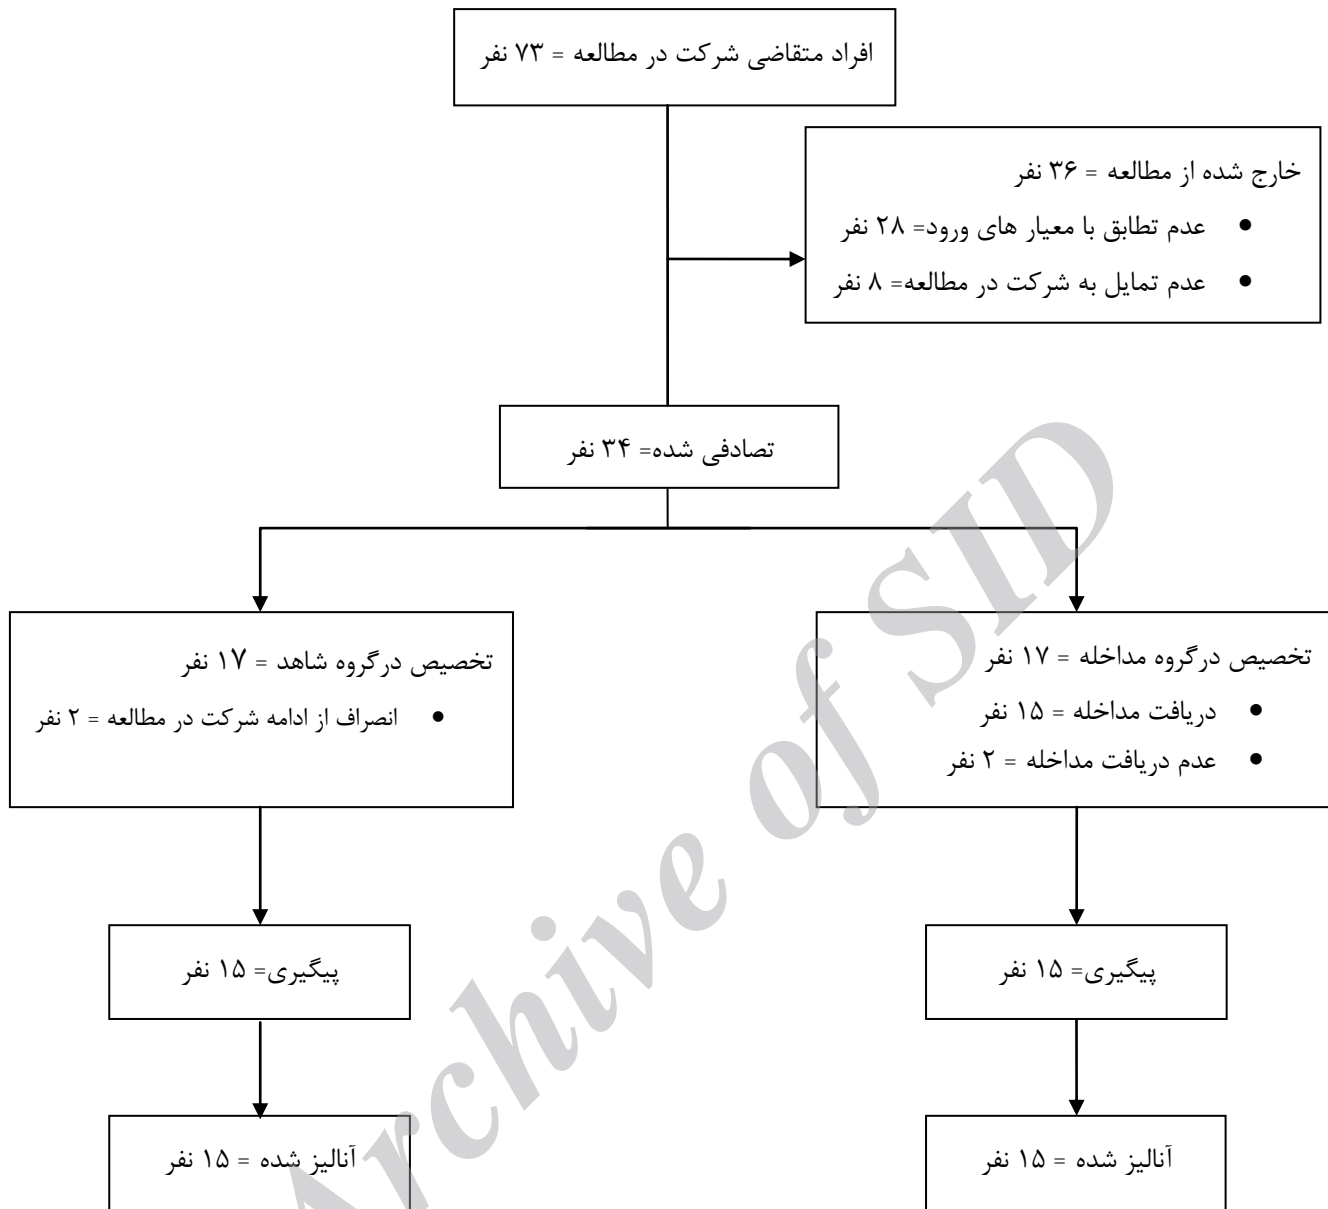 افراد متقاضی شرکت در مطالعه = ۷۳ نفر
خارج شده از مطالعه = ۳۶ نفر
• عدم تطابق با معیار های ورود= ۲۸ نفر
• عدم تمایل به شرکت در مطالعه= ۸ نفر
تصادفی شده= ۳۴ نفر
تخصیص درگروه مداخله = ۱۷ نفر
• دریافت مداخله = ۱۵ نفر
• عدم دریافت مداخله = ۲ نفر
تخصیص درگروه شاهد = ۱۷ نفر
• انصراف از ادامه شرکت در مطالعه = ۲ نفر
پیگیری= ۱۵ نفر
پیگیری= ۱۵ نفر
آنالیز شده = ۱۵ نفر
آنالیز شده = ۱۵ نفر
Archive of SID